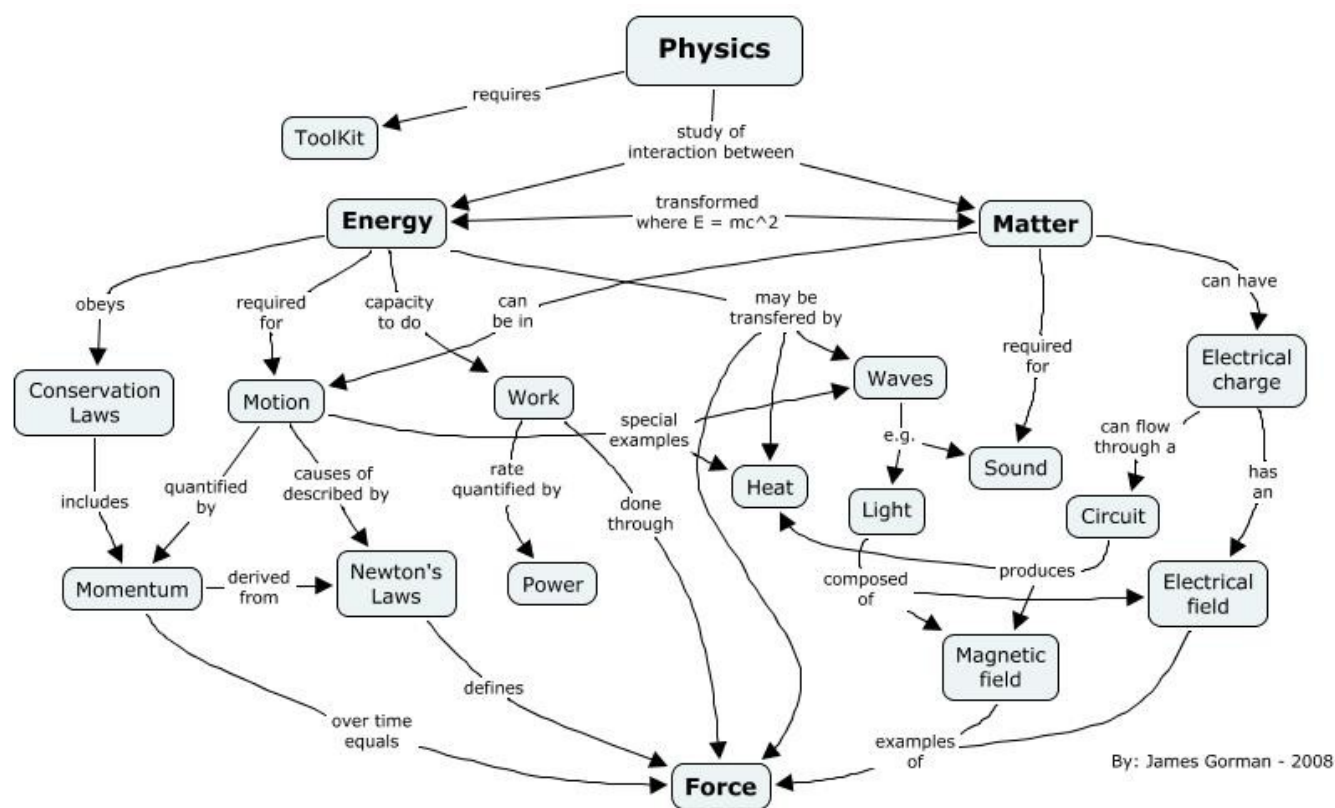 Physics
requires
ToolKit
study of
interaction between
Energy
transformed
where E = mc^2
Matter
obeys
required
for
capacity
to do
can
be in
may be
transfered by
can have
required
for
Conservation
Laws
Motion
Work
Waves
Electrical
charge
special
examples
e.g.
can flow
through a
includes
quantified
by
causes of
described by
rate
quantified by
done
through
Heat
Light
Sound
Circuit
has
an
Momentum
derived
from
Newton's
Laws
Power
composed
of
produces
Electrical
field
Magnetic
field
defines
over time
equals
examples
of
Force
By: James Gorman - 2008